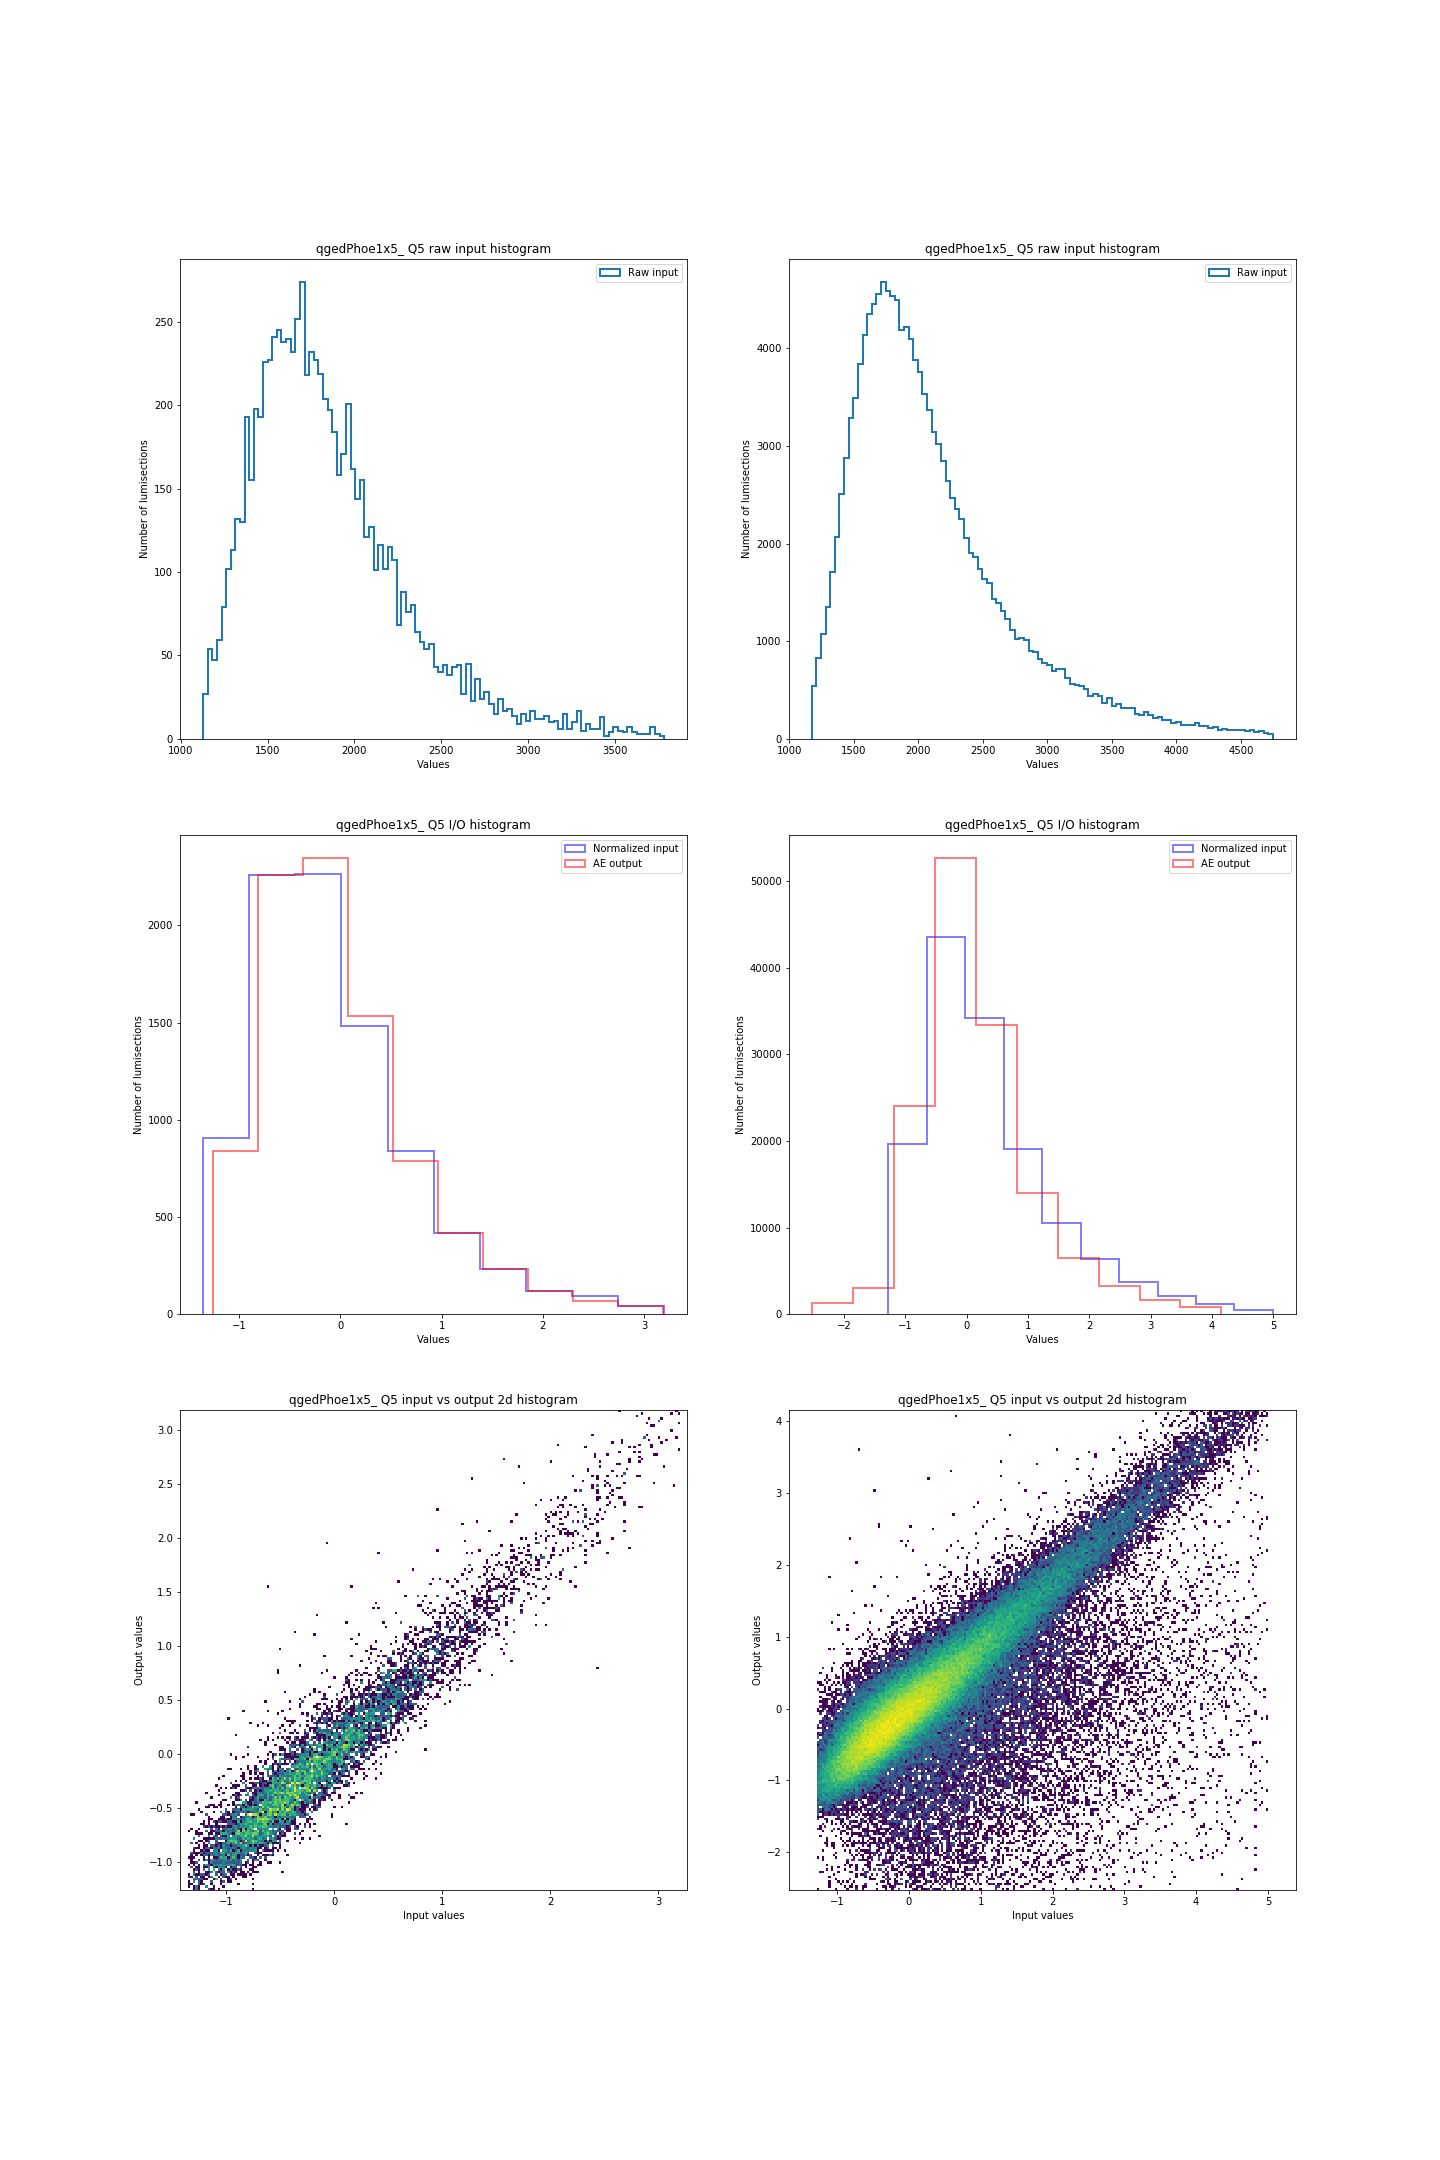 qgedPhoe1x5_ Q5 raw input histogram
Raw input
250
200
150
100
50
0
Number of lumisections
1000 1500 2000 2500 3000 3500
Values
qgedPhoe1x5_ Q5 raw input histogram
Raw input
4000
3000
2000
1000
0
Number of lumisections
1000 1500 2000 2500 3000 3500 4000 4500
Values
qgedPhoe1x5_ Q5 I/O histogram
Normalized input
AE output
2000
1500
1000
500
0
Number of lumisections
−1 0 1 2 3
Values
qgedPhoe1x5_ Q5 I/O histogram
Normalized input
AE output
50000
40000
30000
20000
10000
0
Number of lumisections
−2 −1 0 1 2 3 4 5
Values
qgedPhoe1x5_ Q5 input vs output 2d histogram
3.0
2.5
2.0
1.5
1.0
0.5
0.0
−0.5
−1.0
Output values
−1 0 1 2 3
Input values
qgedPhoe1x5_ Q5 input vs output 2d histogram
4
3
2
1
0
−1
−2
Output values
−1 0 1 2 3 4 5
Input values